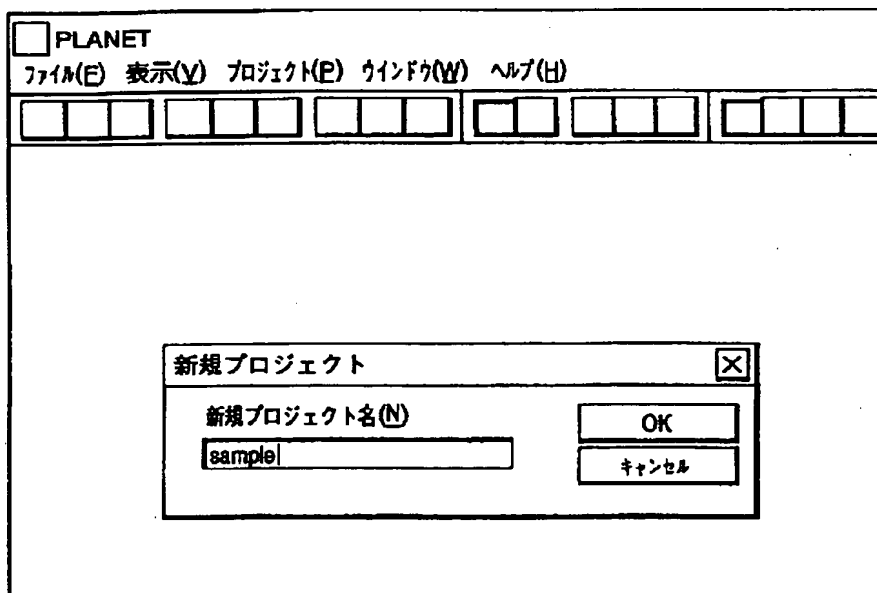 PLANET
ファイル(F) 表示(V) プロジェクト(P) ウインドウ(W) ヘルプ(H)
新規プロジェクト
新規プロジェクト名(N)
OK
sample
キャンセル